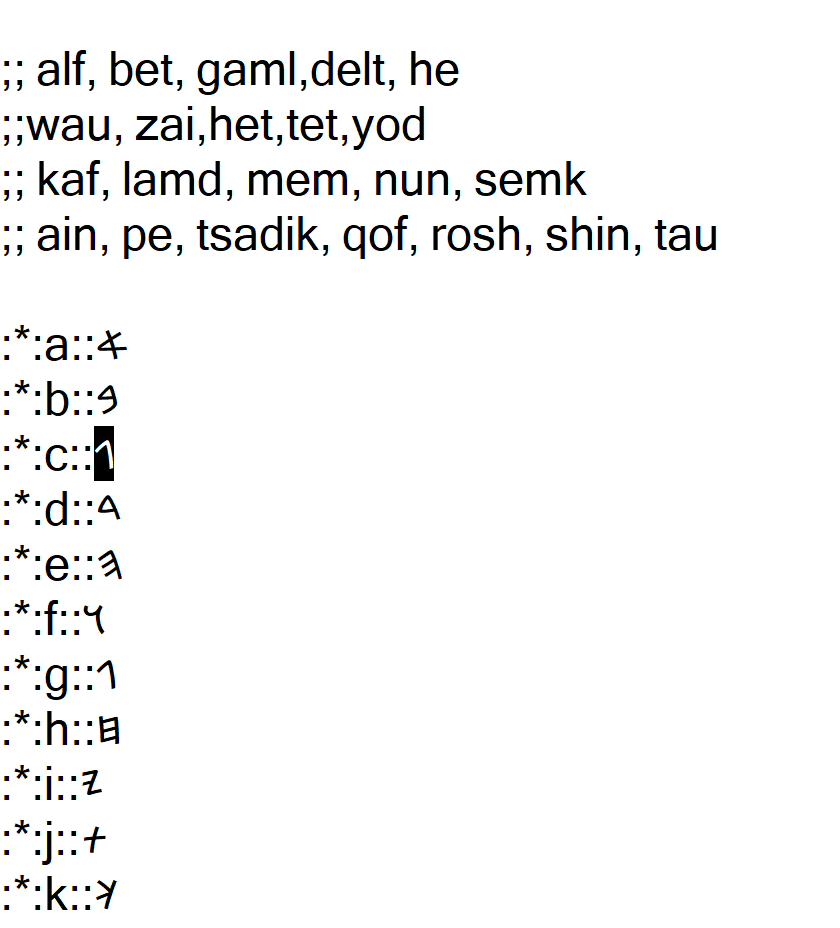 ;; alf, bet, gaml,delt, he
;;wau, zai,het,tet,yod
;; kaf, lamd, mem, nun, semk
;; ain, pe, tsadik, qof, rosh, shin, tau
:*:a::𐤀
:*:b::𐤁
:*:c::𐤂
:*:d::𐤃
:*:e::𐤄
:*:f::𐤅
:*:g::𐤂
:*:h::𐤇
:*:i::𐤉
:*:j::𐤕
:*:k::𐤊